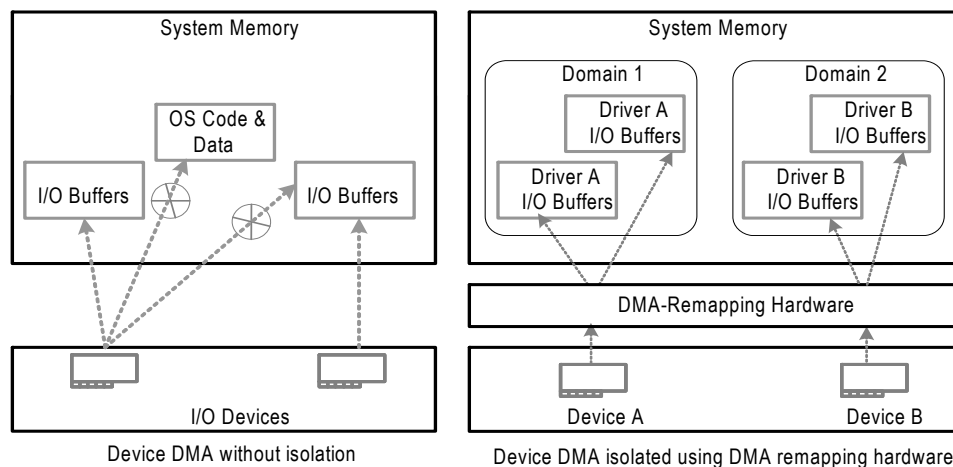 System Memory
OS Code &
Data
I/O Buffers
I/O Buffers
I/O Devices
Device DMA without isolation
System Memory
Domain 1
Driver A
I/O Buffers
Driver A
I/O Buffers
Domain 2
Driver B
I/O Buffers
Driver B
I/O Buffers
DMA-Remapping Hardware
Device A
Device B
Device DMA isolated using DMA remapping hardware